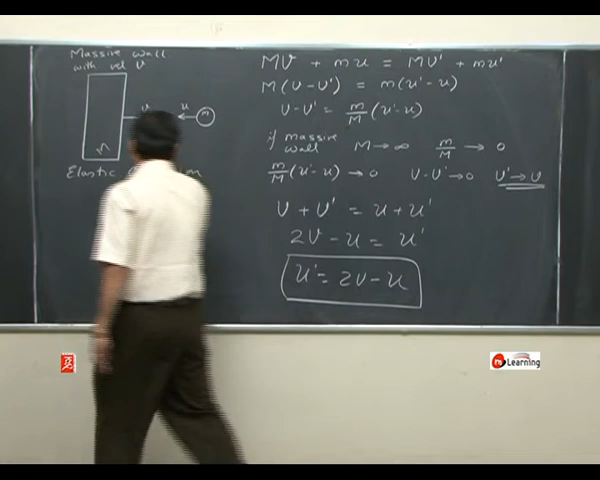 Massive wall
with vel V
v u
m
M
Elastic
MV + mu = MV' + mu'
M(V - V') = m(u' - u)
V - V' = m/M (u' - u)
if massive wall M → ∞ m/M → 0
m/M (u' - u) → 0 V - V' → 0 V' → V
V + V' = u + u'
2V - u = u'
u' = 2V - u
Learning